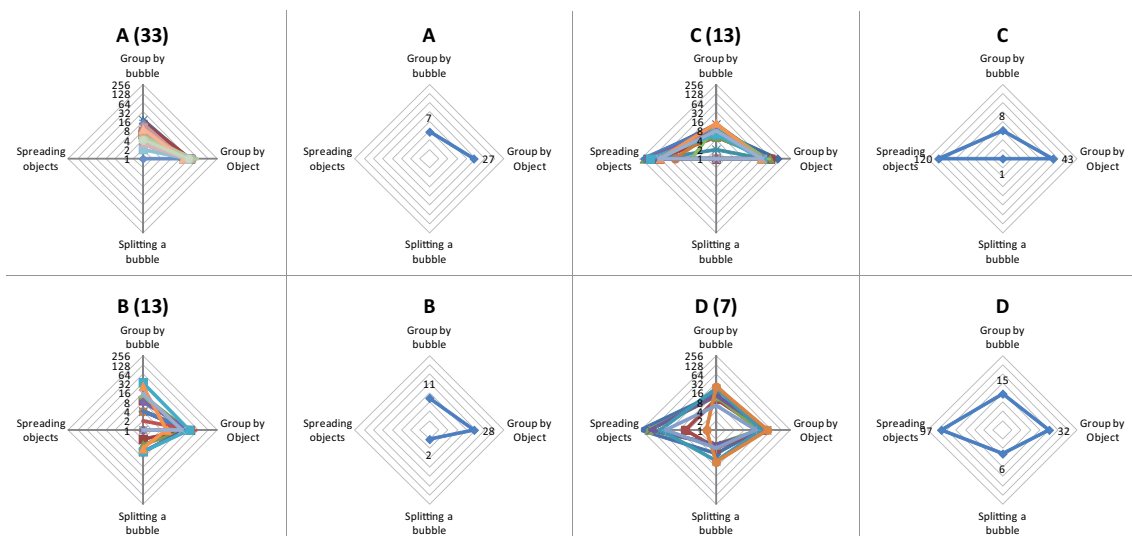 A (33)
Group by
bubble
256
128
64
32
16
8
4
2
1
Spreading
objects
Group by
Object
Splitting a
bubble
A
Group by
bubble
7
27
Spreading
objects
Group by
Object
Splitting a
bubble
C (13)
Group by
bubble
256
128
64
32
16
8
4
2
1
Spreading
objects
Group by
Object
Splitting a
bubble
C
Group by
bubble
8
120
43
1
Spreading
objects
Group by
Object
Splitting a
bubble
B (13)
Group by
bubble
256
128
64
32
16
8
4
2
1
Spreading
objects
Group by
Object
Splitting a
bubble
B
Group by
bubble
11
28
2
Spreading
objects
Group by
Object
Splitting a
bubble
D (7)
Group by
bubble
256
128
64
32
16
8
4
2
1
Spreading
objects
Group by
Object
Splitting a
bubble
D
Group by
bubble
15
97
32
6
Spreading
objects
Group by
Object
Splitting a
bubble